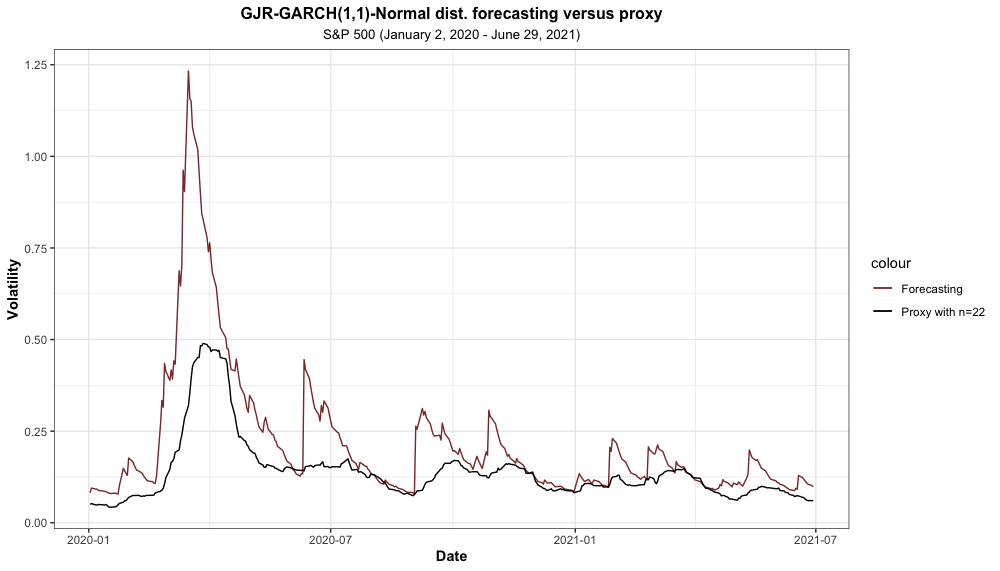 GJR-GARCH(1,1)-Normal dist. forecasting versus proxy
S&P 500 (January 2, 2020 - June 29, 2021)
Volatility
1.25
1.00
0.75
0.50
0.25
0.00
2020-01
2020-07
2021-01
2021-07
Date
colour
Forecasting
Proxy with n=22